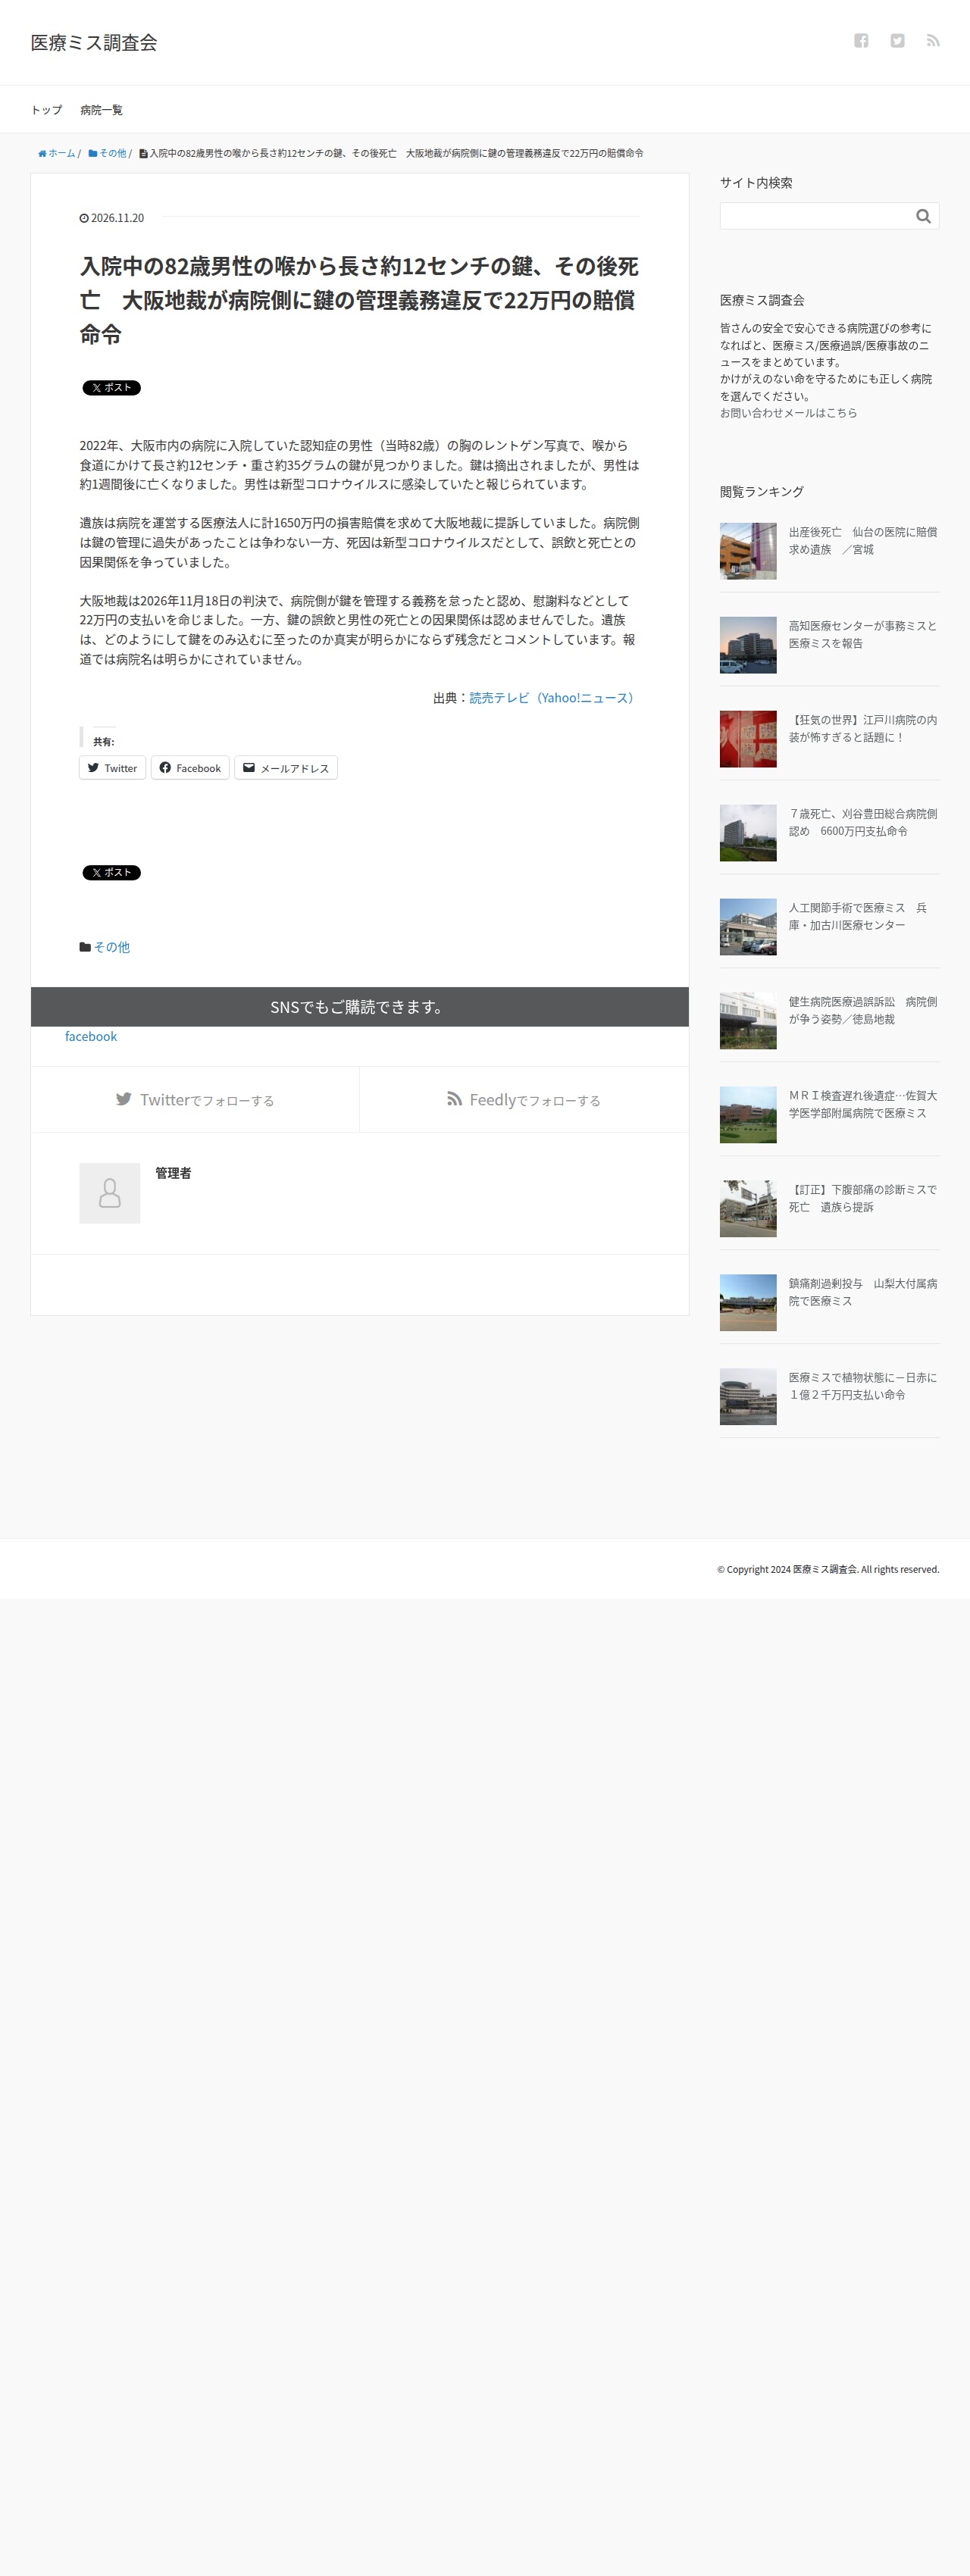 医療ミス調査会
トップ 病院一覧
ホーム / その他 / 入院中の82歳男性の喉から長さ約12センチの鍵、その後死亡　大阪地裁が病院側に鍵の管理義務違反で22万円の賠償命令
2026.11.20
入院中の82歳男性の喉から長さ約12センチの鍵、その後死
亡　大阪地裁が病院側に鍵の管理義務違反で22万円の賠償
命令
ポスト
2022年、大阪市内の病院に入院していた認知症の男性（当時82歳）の胸のレントゲン写真で、喉から
食道にかけて長さ約12センチ・重さ約35グラムの鍵が見つかりました。鍵は摘出されましたが、男性は
約1週間後に亡くなりました。男性は新型コロナウイルスに感染していたと報じられています。
遺族は病院を運営する医療法人に計1650万円の損害賠償を求めて大阪地裁に提訴していました。病院側
は鍵の管理に過失があったことは争わない一方、死因は新型コロナウイルスだとして、誤飲と死亡との
因果関係を争っていました。
大阪地裁は2026年11月18日の判決で、病院側が鍵を管理する義務を怠ったと認め、慰謝料などとして
22万円の支払いを命じました。一方、鍵の誤飲と男性の死亡との因果関係は認めませんでした。遺族
は、どのようにして鍵をのみ込むに至ったのか真実が明らかにならず残念だとコメントしています。報
道では病院名は明らかにされていません。
出典：読売テレビ（Yahoo!ニュース）
共有:
Twitter Facebook メールアドレス
ポスト
その他
SNSでもご購読できます。
facebook
Twitterでフォローする Feedlyでフォローする
管理者
サイト内検索
医療ミス調査会
皆さんの安全で安心できる病院選びの参考に
なればと、医療ミス/医療過誤/医療事故のニ
ュースをまとめています。
かけがえのない命を守るためにも正しく病院
を選んでください。
お問い合わせメールはこちら
閲覧ランキング
出産後死亡　仙台の医院に賠償
求め遺族　／宮城
高知医療センターが事務ミスと
医療ミスを報告
【狂気の世界】江戸川病院の内
装が怖すぎると話題に！
７歳死亡、刈谷豊田総合病院側
認め　6600万円支払命令
人工関節手術で医療ミス　兵
庫・加古川医療センター
健生病院医療過誤訴訟　病院側
が争う姿勢／徳島地裁
ＭＲＩ検査遅れ後遺症…佐賀大
学医学部附属病院で医療ミス
【訂正】下腹部痛の診断ミスで
死亡　遺族ら提訴
鎮痛剤過剰投与　山梨大付属病
院で医療ミス
医療ミスで植物状態に－日赤に
１億２千万円支払い命令
© Copyright 2024 医療ミス調査会. All rights reserved.